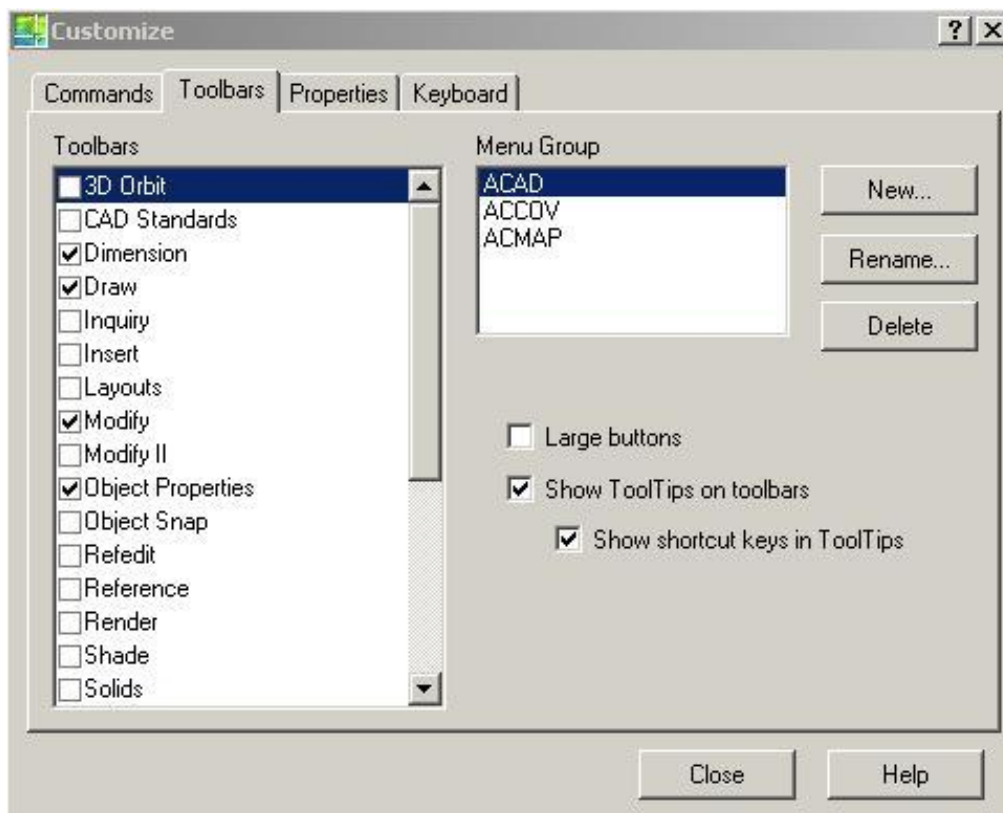 Customize
Commands Toolbars Properties Keyboard
Toolbars
3D Orbit
CAD Standards
Dimension
Draw
Inquiry
Insert
Layouts
Modify
Modify II
Object Properties
Object Snap
Refedit
Reference
Render
Shade
Solids
Menu Group
ACAD
ACCOV
ACMAP
New...
Rename...
Delete
Large buttons
Show ToolTips on toolbars
Show shortcut keys in ToolTips
Close Help